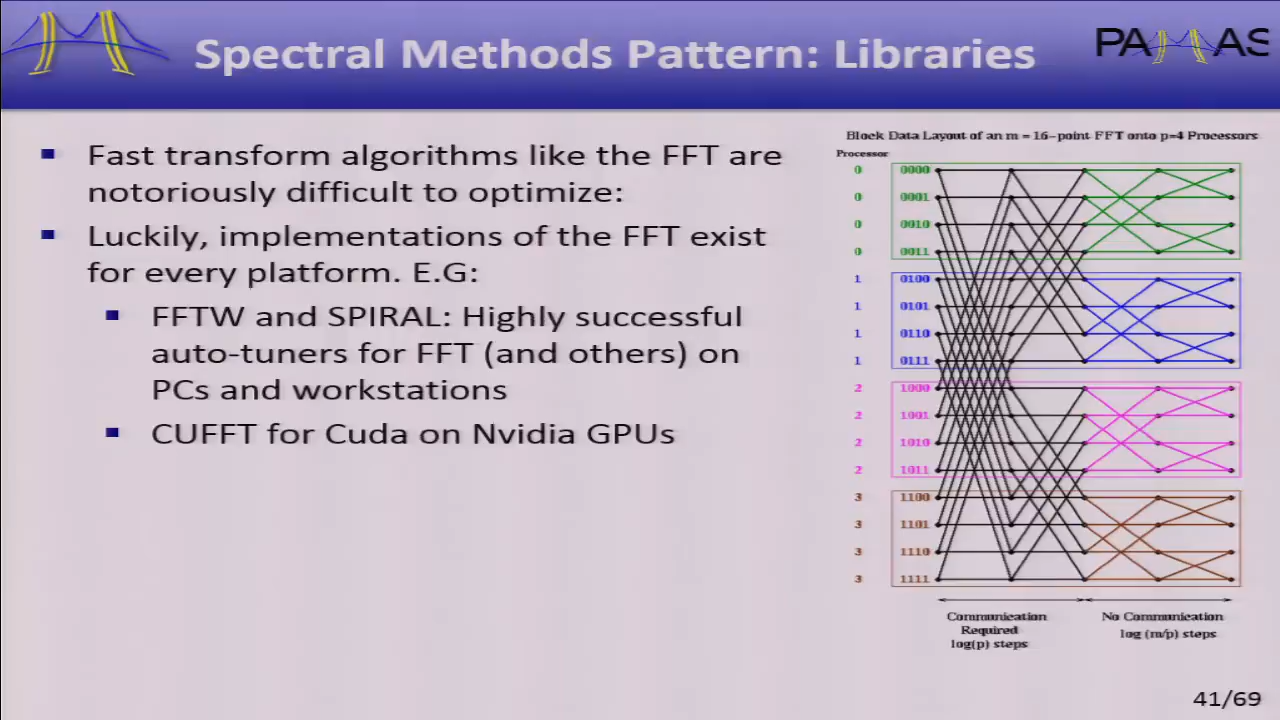 Spectral Methods Pattern: Libraries
PA AS
Fast transform algorithms like the FFT are
notoriously difficult to optimize:
Luckily, implementations of the FFT exist
for every platform. E.G:
FFTW and SPIRAL: Highly successful
auto-tuners for FFT (and others) on
PCs and workstations
CUFFT for Cuda on Nvidia GPUs
Block Data Layout of an m = 16-point FFT onto p=4 Processors
Processor
0 0000
0 0001
0 0010
0 0011
1 0100
1 0101
1 0110
1 0111
2 1000
2 1001
2 1010
2 1011
3 1100
3 1101
3 1110
3 1111
Communication
Required
log(p) steps
No Communication
log (m/p) steps
41/69